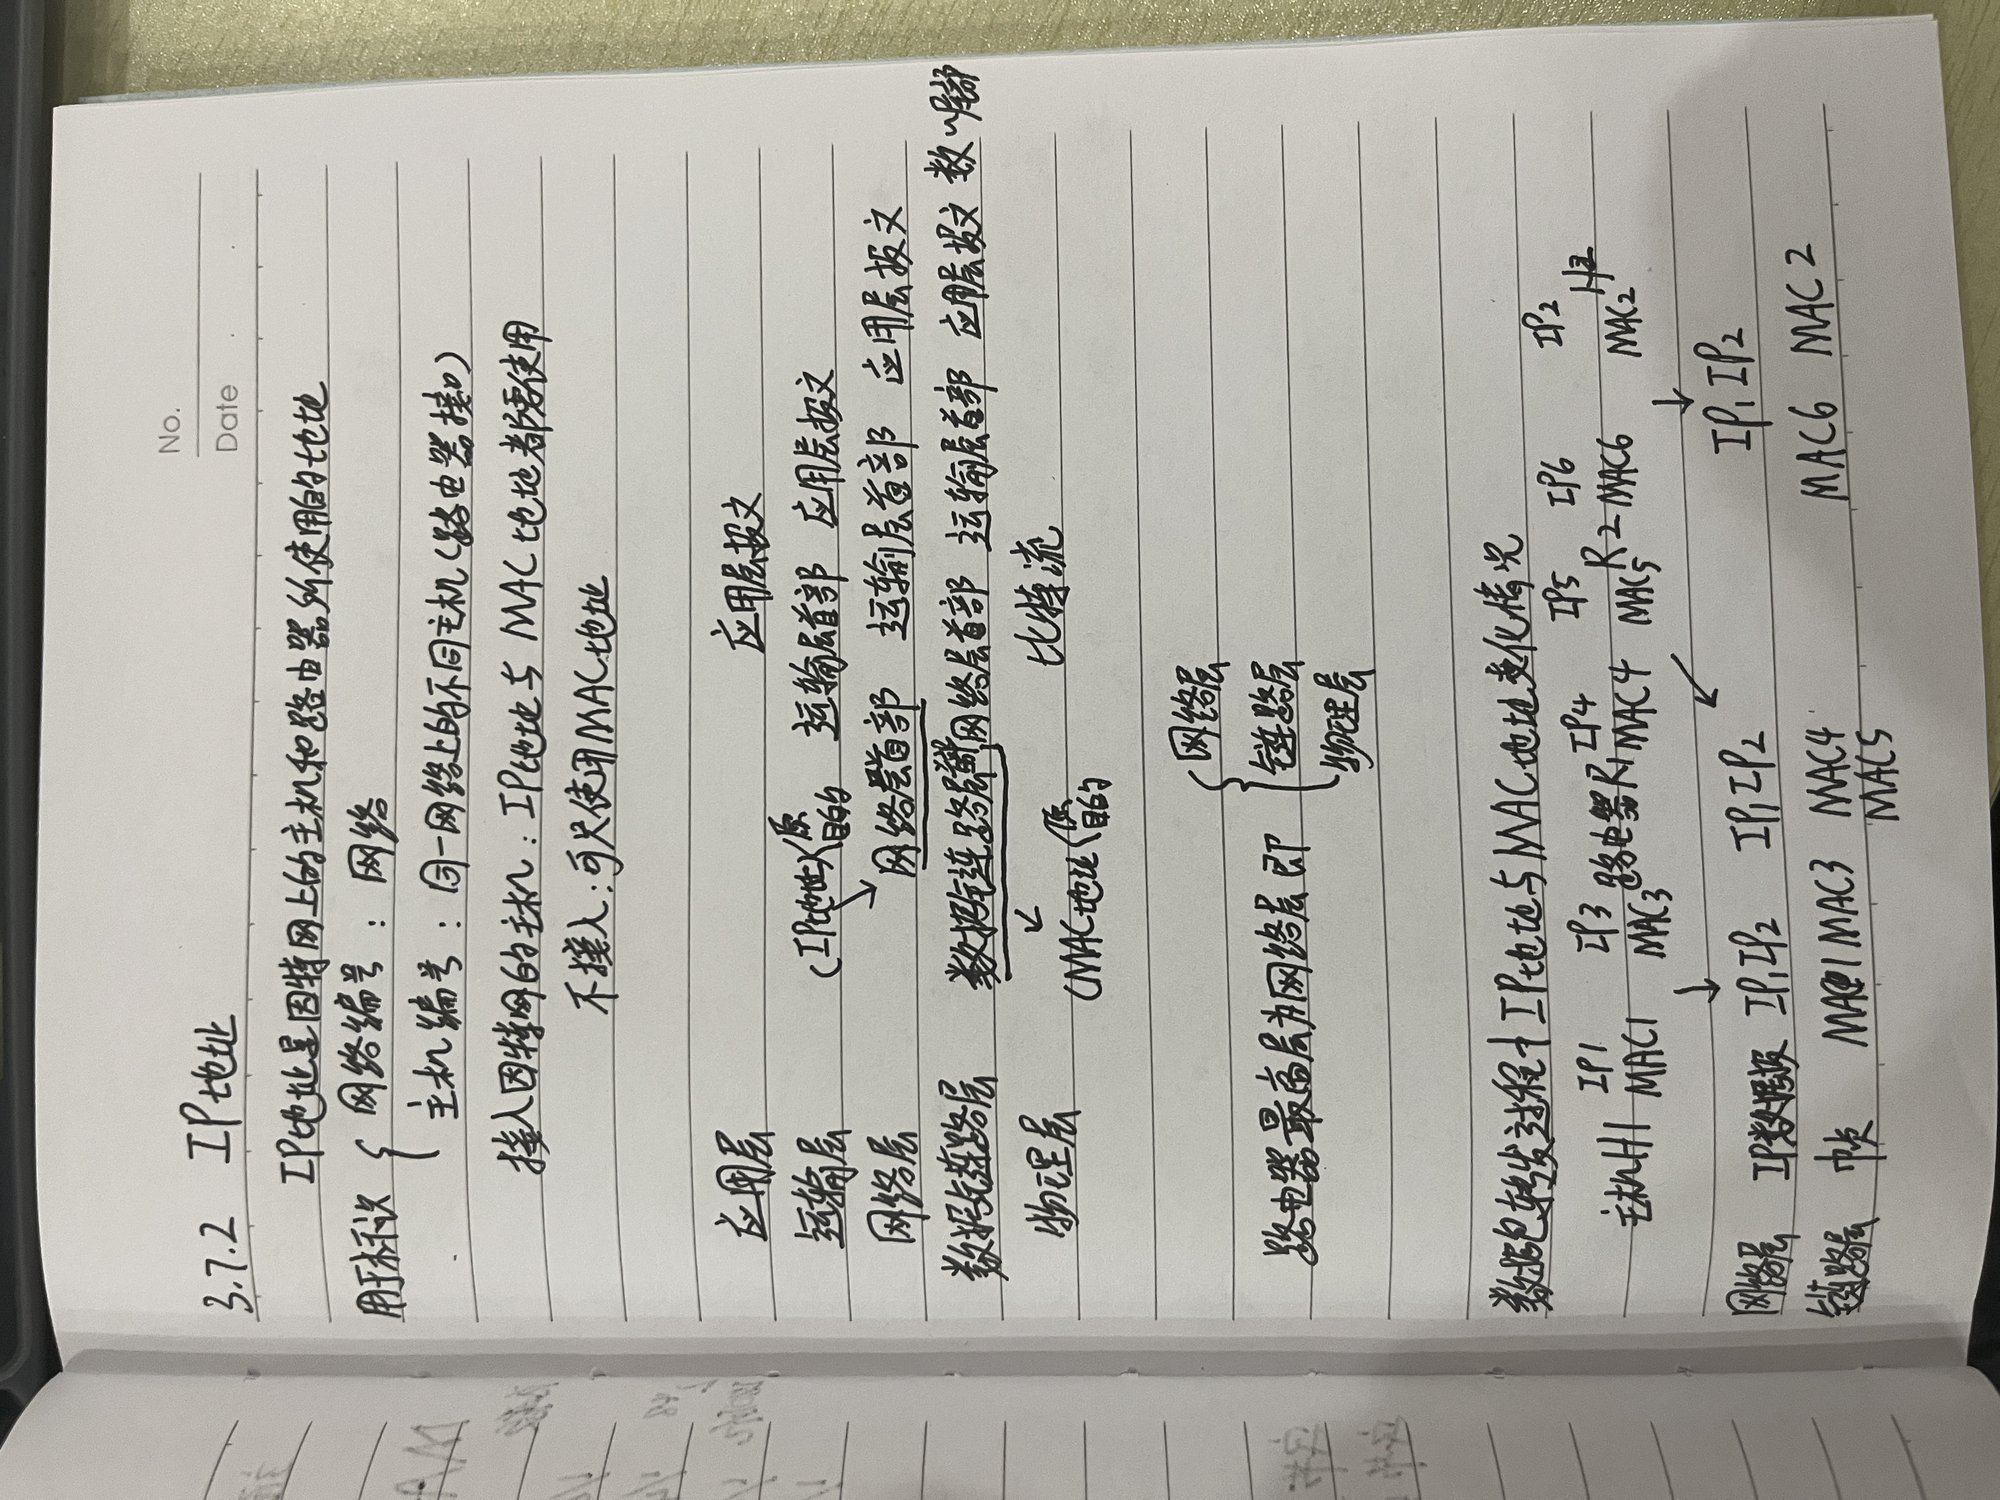 No.
Date
3.7.2 IP地址
IP地址是因特网上的主机和路由器所使用的地址
用于标识 { 网络编号：网络
主机编号：同一网络上的不同主机（路由器接口）
接入因特网的主机：IP地址与MAC地址都需使用
不接入：可只使用MAC地址
应用层 应用层报文
运输层 (IP地址 源 目的 运输层首部 应用层报文
网络层 网络层首部 运输层首部 应用层报文
数据链路层 数据链路层 网络层首部 运输层首部 应用层报文 数 尾部
物理层 (MAC地址 源 目的 比特流
路由器最高层为网络层 即 { 网络层
链路层
物理层
数据包转发过程中IP地址与MAC地址变化情况
IP1 IP3 IP4 IP5 IP6 IP2
主机H1 MAC1 MAC3 路由器R1 MAC4 MAC5 R2 MAC6 MAC2 H2
网络层 IP数据报 IP1 IP2 IP1 IP2 IP1 IP2
链路层 帧 MAC1 MAC3 MAC4 MAC5 MAC6 MAC2